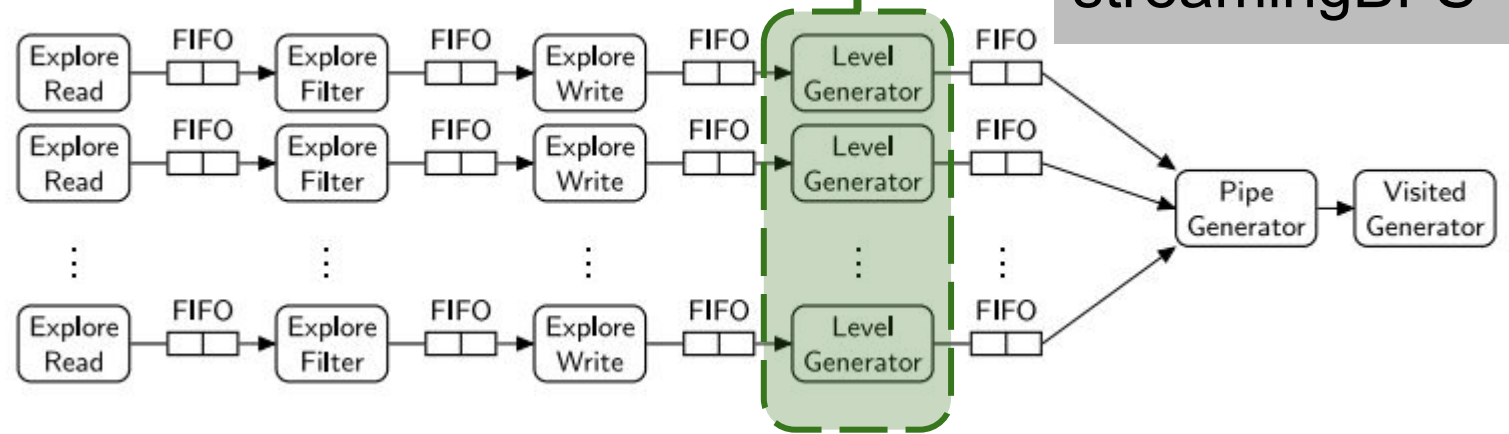 FIFO FIFO FIFO FIFO
Explore Explore Explore Level
Read Filter Write Generator
FIFO FIFO FIFO FIFO
Explore Explore Explore Level
Read Filter Write Generator
Pipe Visited
Generator Generator
FIFO FIFO FIFO FIFO
Explore Explore Explore Level
Read Filter Write Generator